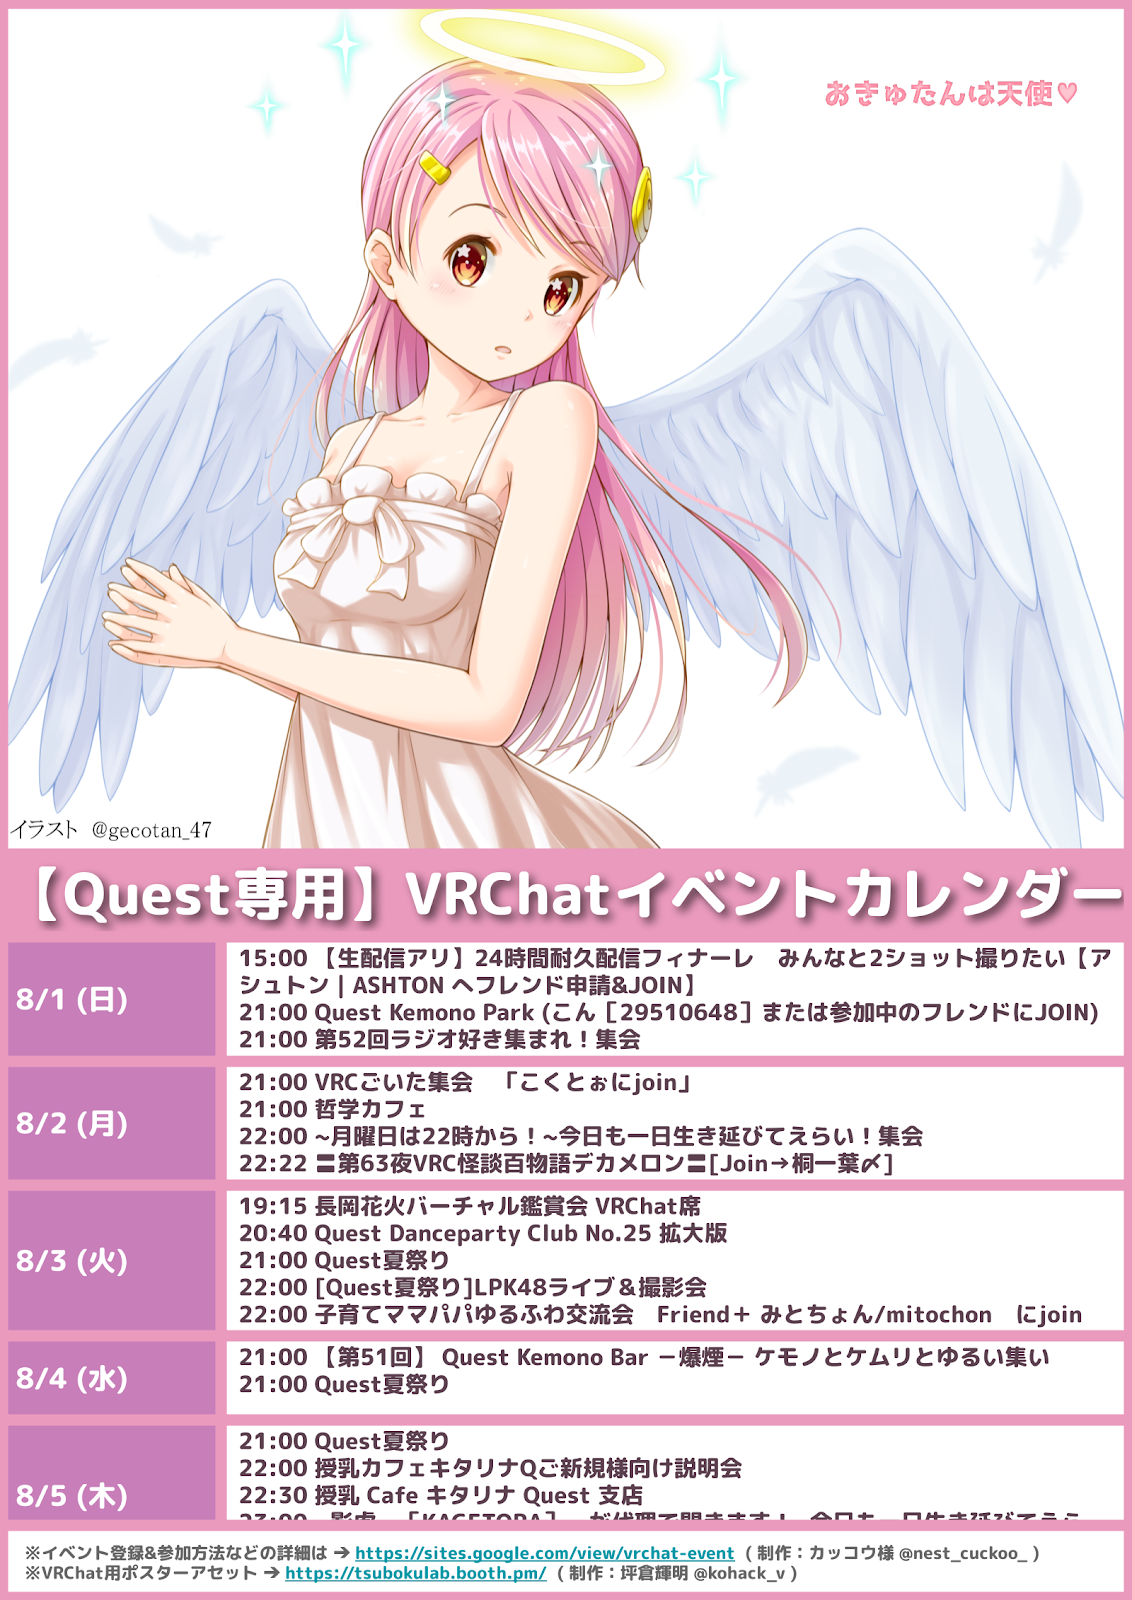 おきゅたんは天使♥
イラスト @gecotan_47
【Quest専用】VRChatイベントカレンダー
8/1 (日)
15:00 【生配信アリ】24時間耐久配信フィナーレ　みんなと2ショット撮りたい【ア
シュトン | ASHTON へフレンド申請&JOIN】
21:00 Quest Kemono Park (こん［29510648］または参加中のフレンドにJOIN)
21:00 第52回ラジオ好き集まれ！集会
8/2 (月)
21:00 VRCごいた集会　「こくとぉにjoin」
21:00 哲学カフェ
22:00 ~月曜日は22時から！~今日も一日生き延びてえらい！集会
22:22 〓第63夜VRC怪談百物語デカメロン〓[Join→桐一葉〆]
8/3 (火)
19:15 長岡花火バーチャル鑑賞会 VRChat席
20:40 Quest Danceparty Club No.25 拡大版
21:00 Quest夏祭り
22:00 [Quest夏祭り]LPK48ライブ＆撮影会
22:00 子育てママパパゆるふわ交流会　Friend＋ みとちょん/mitochon　にjoin
8/4 (水)
21:00 【第51回】 Quest Kemono Bar －爆煙－ ケモノとケムリとゆるい集い
21:00 Quest夏祭り
8/5 (木)
21:00 Quest夏祭り
22:00 授乳カフェキタリナQご新規様向け説明会
22:30 授乳 Cafe キタリナ Quest 支店
※イベント登録&参加方法などの詳細は → https://sites.google.com/view/vrchat-event （制作：カッコウ様 @nest_cuckoo_ ）
※VRChat用ポスターアセット → https://tsubokulab.booth.pm/ （制作：坪倉輝明 @kohack_v ）